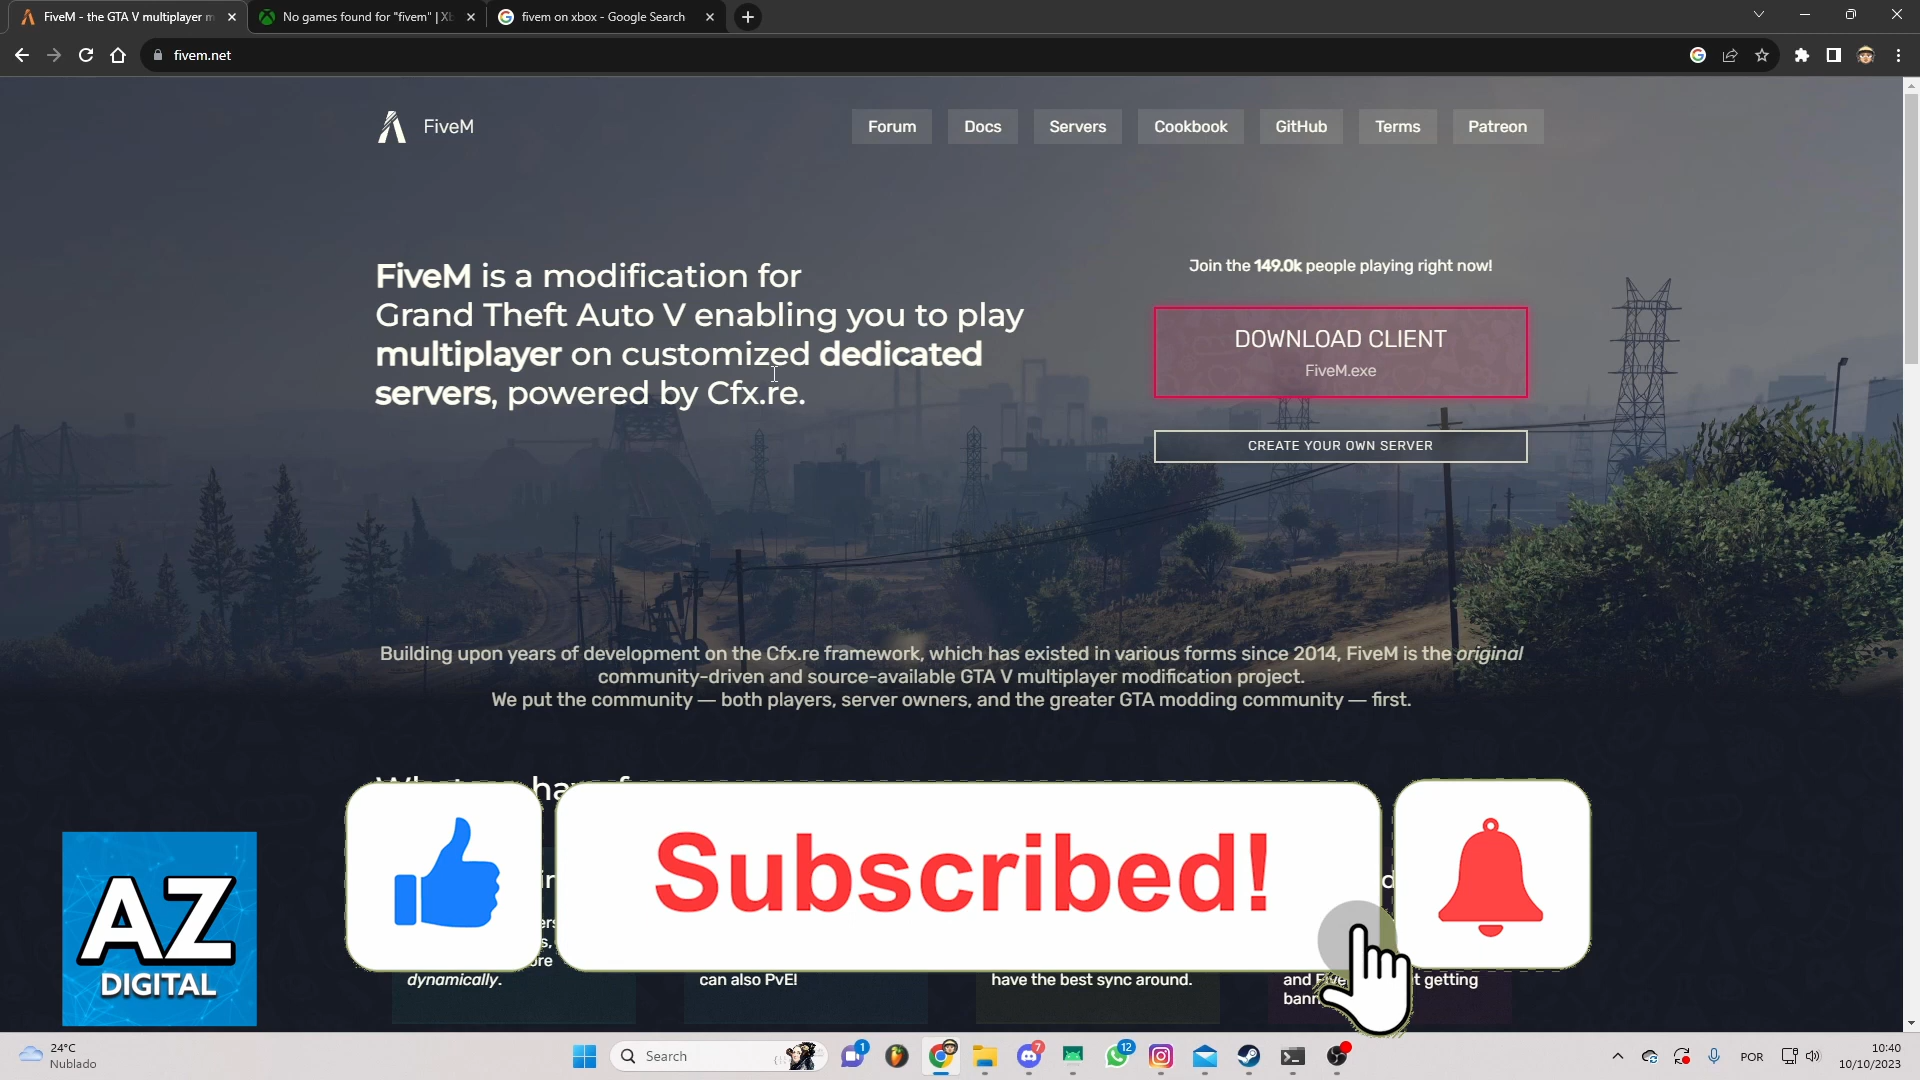 FiveM - the GTA V multiplayer m
No games found for "fivem" | Xb
fivem on xbox - Google Search
fivem.net
FiveM
Forum
Docs
Servers
Cookbook
GitHub
Terms
Patreon
FiveM is a modification for
Grand Theft Auto V enabling you to play
multiplayer on customized dedicated
servers, powered by Cfx.re.
Join the 149.0k people playing right now!
DOWNLOAD CLIENT
FiveM.exe
CREATE YOUR OWN SERVER
Building upon years of development on the Cfx.re framework, which has existed in various forms since 2014, FiveM is the original
community-driven and source-available GTA V multiplayer modification project.
We put the community — both players, server owners, and the greater GTA modding community — first.
Subscribed!
dynamically.
can also PvE!
have the best sync around.
and
getting
AZ
DIGITAL
24°C
Nublado
Search
1
7
12
POR
10:40
10/10/2023